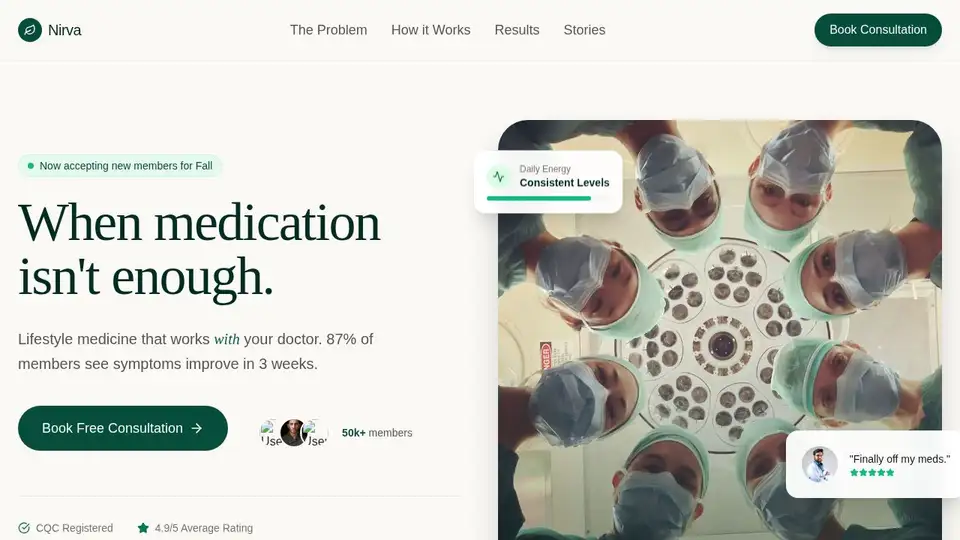 Nirva
The Problem
How it Works
Results
Stories
Book Consultation
Now accepting new members for Fall
When medication
isn't enough.
Lifestyle medicine that works with your doctor. 87% of
members see symptoms improve in 3 weeks.
Book Free Consultation
50k+ members
CQC Registered
4.9/5 Average Rating
Daily Energy
Consistent Levels
"Finally off my meds."